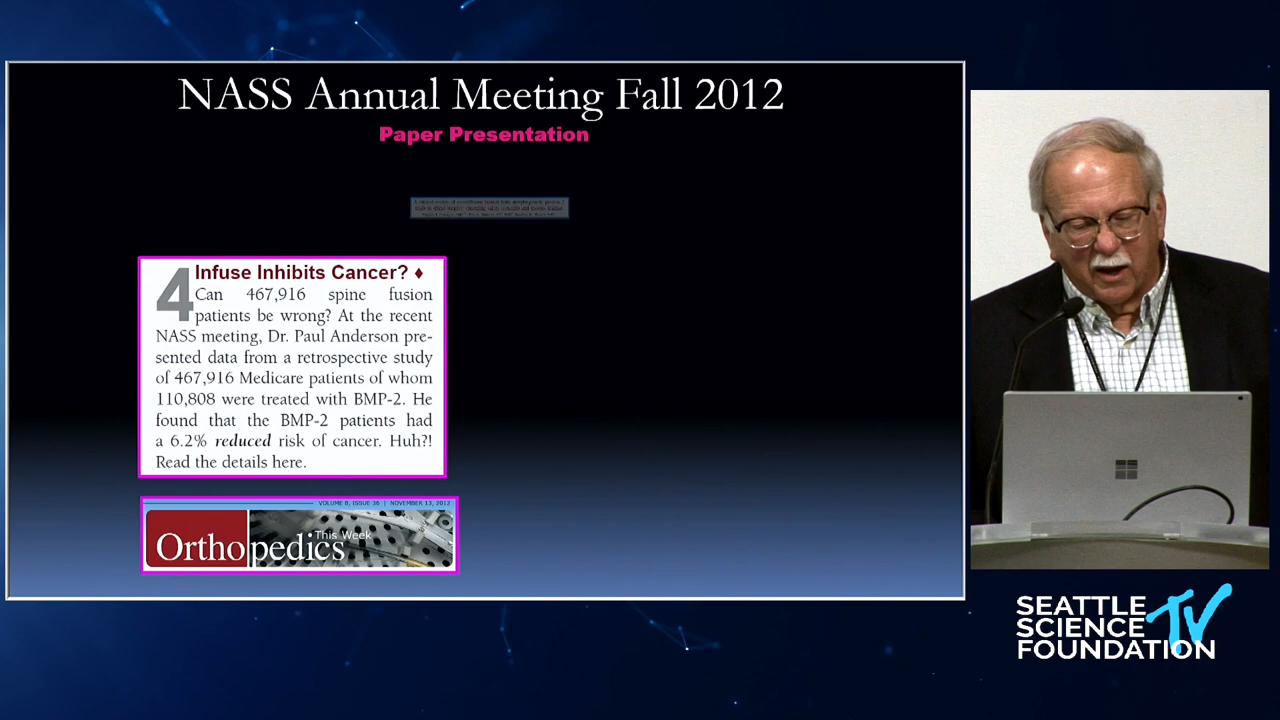 NASS Annual Meeting Fall 2012
Paper Presentation
4 Infuse Inhibits Cancer? ♦
Can 467,916 spine fusion
patients be wrong? At the recent
NASS meeting, Dr. Paul Anderson pre-
sented data from a retrospective study
of 467,916 Medicare patients of whom
110,808 were treated with BMP-2. He
found that the BMP-2 patients had
a 6.2% reduced risk of cancer. Huh?!
Read the details here.
VOLUME 8, ISSUE 36 | NOVEMBER 13, 2012
This Week
Orthopedics
SEATTLE
SCIENCE
FOUNDATION
TV